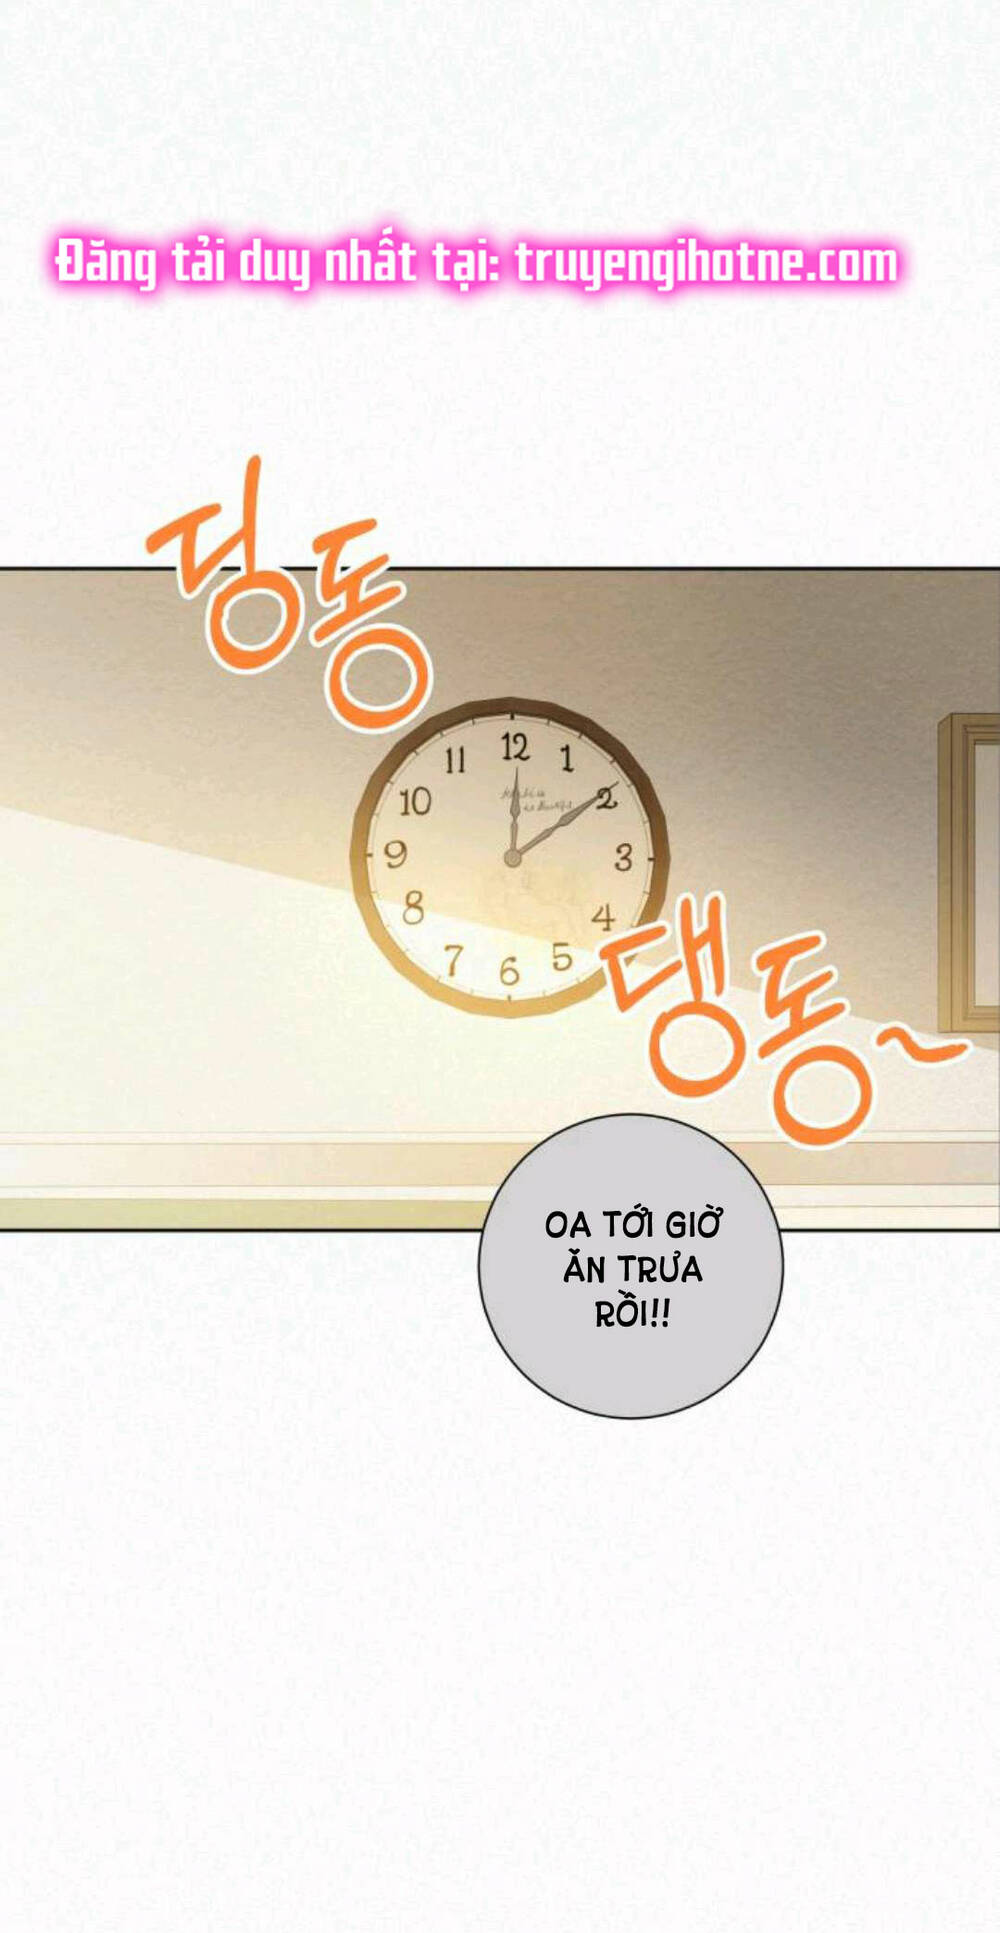 Đăng tải duy nhất tại: truyengihotne.com
딩동
12
11
1
10
2
9
3
8
4
7
5
6
댕동~
OA TỚI GIỜ
ĂN TRƯA
RỒI!!